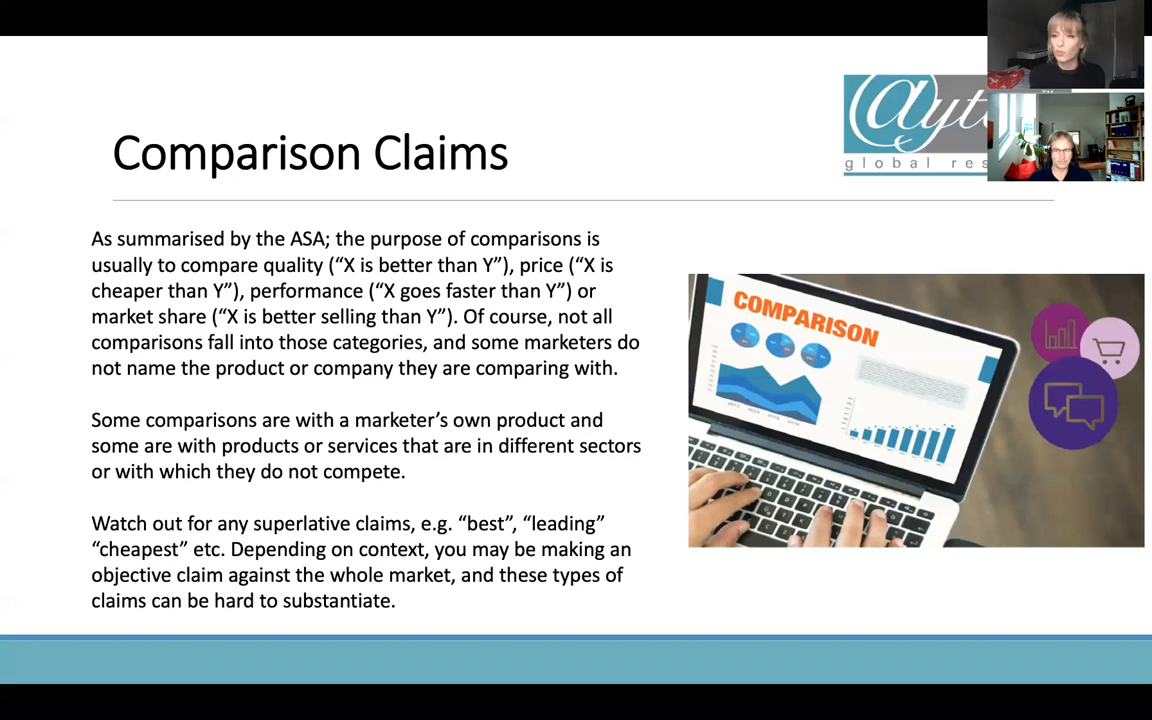 Comparison Claims
global res
As summarised by the ASA; the purpose of comparisons is
usually to compare quality (“X is better than Y”), price (“X is
cheaper than Y”), performance (“X goes faster than Y”) or
market share (“X is better selling than Y”). Of course, not all
comparisons fall into those categories, and some marketers do
not name the product or company they are comparing with.
Some comparisons are with a marketer’s own product and
some are with products or services that are in different sectors
or with which they do not compete.
Watch out for any superlative claims, e.g. “best”, “leading”
“cheapest” etc. Depending on context, you may be making an
objective claim against the whole market, and these types of
claims can be hard to substantiate.
COMPARISON